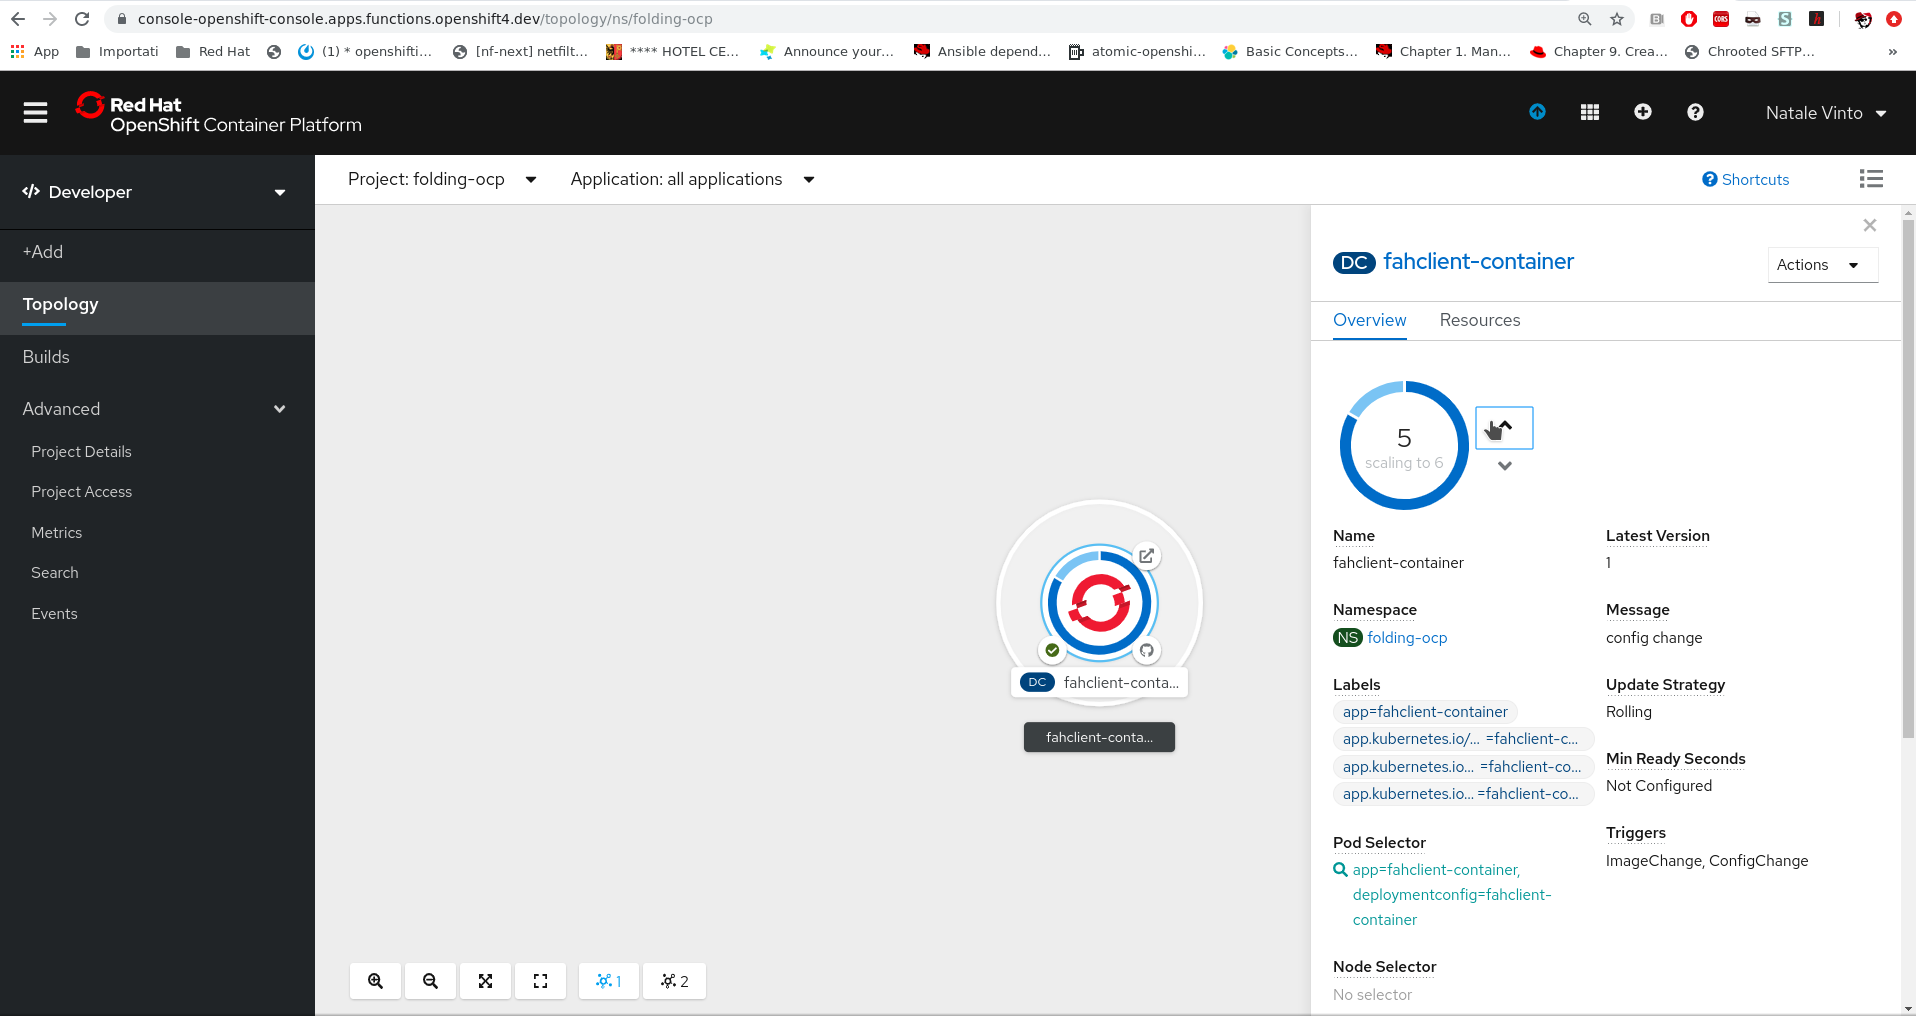 console-openshift-console.apps.functions.openshift4.dev/topology/ns/folding-ocp
App Importati Red Hat (1) * openshifti... [nf-next] netfilt... **** HOTEL CE... Announce your... Ansible depend... atomic-openshi... Basic Concepts... Chapter 1. Man... Chapter 9. Crea... Chrooted SFTP... »
CORS
Red Hat
OpenShift Container Platform
Natale Vinto
Developer
Project: folding-ocp
Application: all applications
Shortcuts
+Add
Topology
Builds
Advanced
Project Details
Project Access
Metrics
Search
Events
DC fahclient-conta...
fahclient-conta...
1
2
DC fahclient-container
Actions
Overview Resources
5
scaling to 6
Name
fahclient-container
Latest Version
1
Namespace
NS folding-ocp
Message
config change
Labels
app=fahclient-container
app.kubernetes.io/... =fahclient-c...
app.kubernetes.io... =fahclient-co...
app.kubernetes.io... =fahclient-co...
Update Strategy
Rolling
Min Ready Seconds
Not Configured
Triggers
ImageChange, ConfigChange
Pod Selector
app=fahclient-container,
deploymentconfig=fahclient-
container
Node Selector
No selector